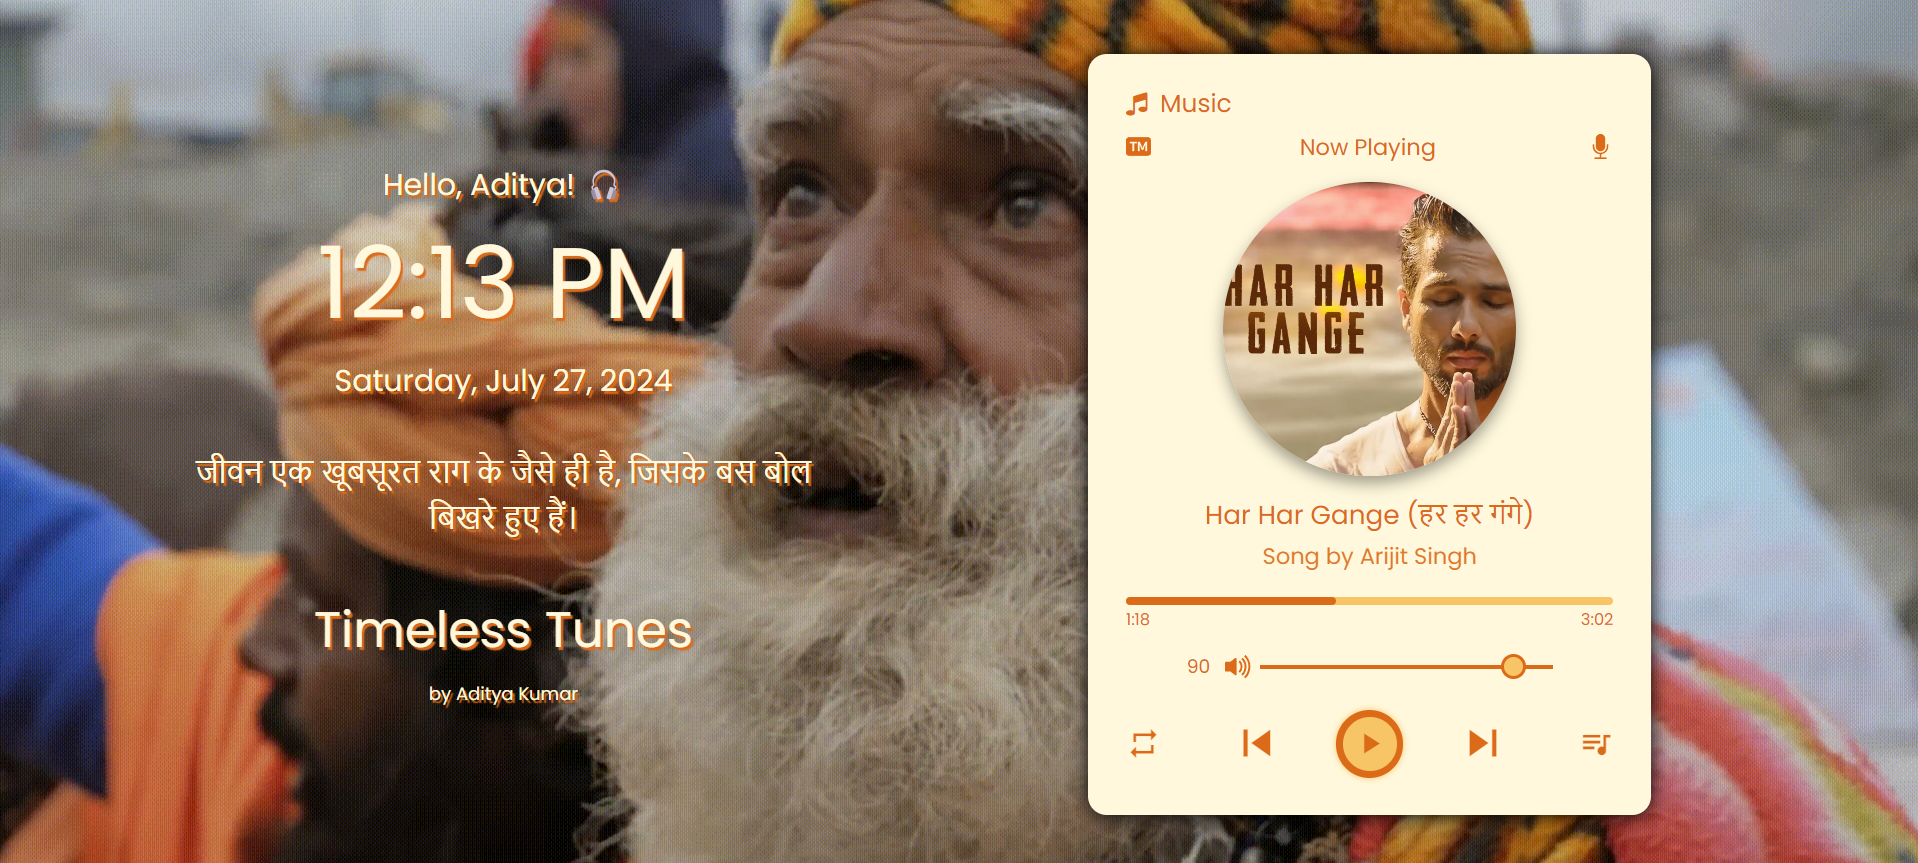 Hello, Aditya!
12:13 PM
Saturday, July 27, 2024
जीवन एक खूबसूरत राग के जैसे ही है, जिसके बस बोल
बिखरे हुए हैं।
Timeless Tunes
by Aditya Kumar
Music
TM
Now Playing
HAR HAR
GANGE
Har Har Gange (हर हर गंगे)
Song by Arijit Singh
1:18
3:02
90